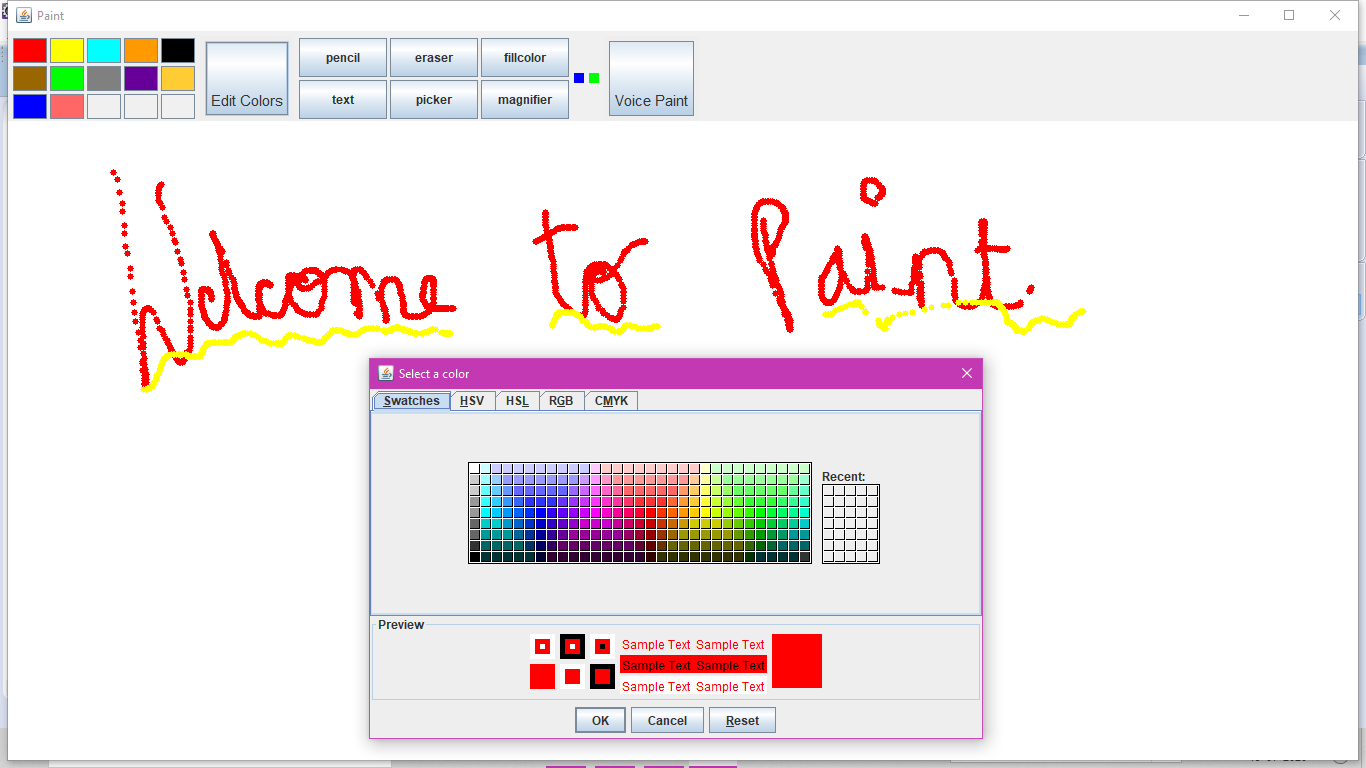 Paint
Edit Colors
pencil eraser fillcolor
text picker magnifier
Voice Paint
Welcome to Paint
Select a color
Swatches HSV HSL RGB CMYK
Recent:
Preview
Sample Text Sample Text
Sample Text Sample Text
Sample Text Sample Text
OK Cancel Reset